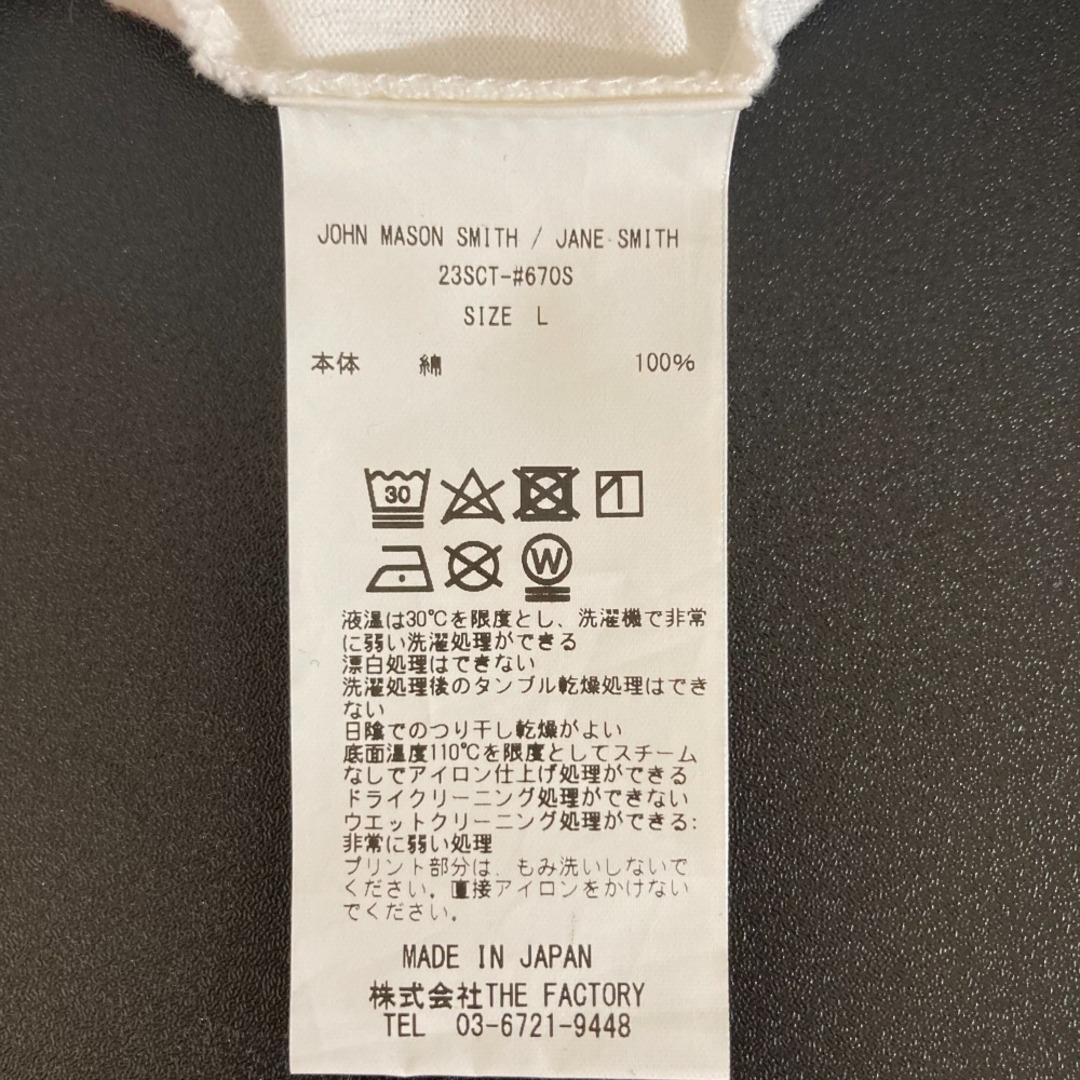 JOHN MASON SMITH / JANE SMITH
23SCT-#670S
SIZE L
本体 綿 100%
30
W
液温は30℃を限度とし、洗濯機で非常
に弱い洗濯処理ができる
漂白処理はできない
洗濯処理後のタンブル乾燥処理はでき
ない
日陰でのつり干し乾燥がよい
底面温度110℃を限度としてスチーム
なしでアイロン仕上げ処理ができる
ドライクリーニング処理ができない
ウエットクリーニング処理ができる:
非常に弱い処理
プリント部分は、もみ洗いしないで
ください。直接アイロンをかけない
でください。
MADE IN JAPAN
株式会社THE FACTORY
TEL 03-6721-9448